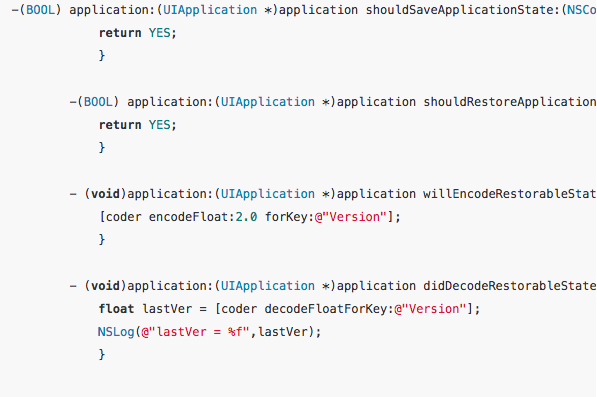 -(BOOL) application:(UIApplication *)application shouldSaveApplicationState:(NSCo
return YES;
}
-(BOOL) application:(UIApplication *)application shouldRestoreApplication
return YES;
}
- (void)application:(UIApplication *)application willEncodeRestorableStat
[coder encodeFloat:2.0 forKey:@"Version"];
}
- (void)application:(UIApplication *)application didDecodeRestorableState
float lastVer = [coder decodeFloatForKey:@"Version"];
NSLog(@"lastVer = %f",lastVer);
}